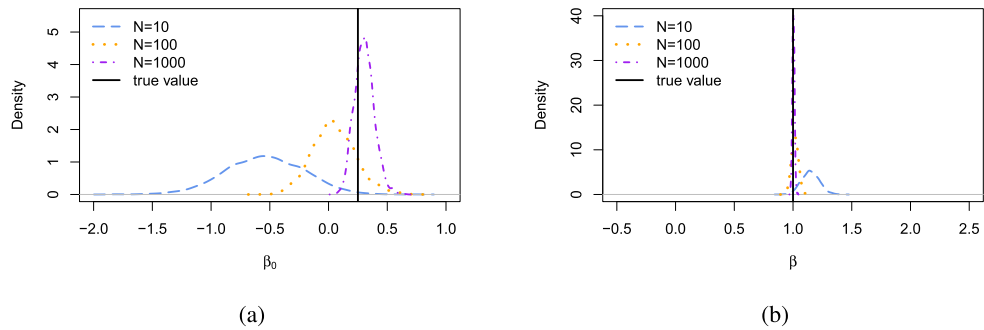 N=10
N=100
N=1000
true value
Density
0
1
2
3
4
5
−2.0 −1.5 −1.0 −0.5 0.0 0.5 1.0
β0
(a)
N=10
N=100
N=1000
true value
Density
0
10
20
30
40
−0.5 0.0 0.5 1.0 1.5 2.0 2.5
β
(b)